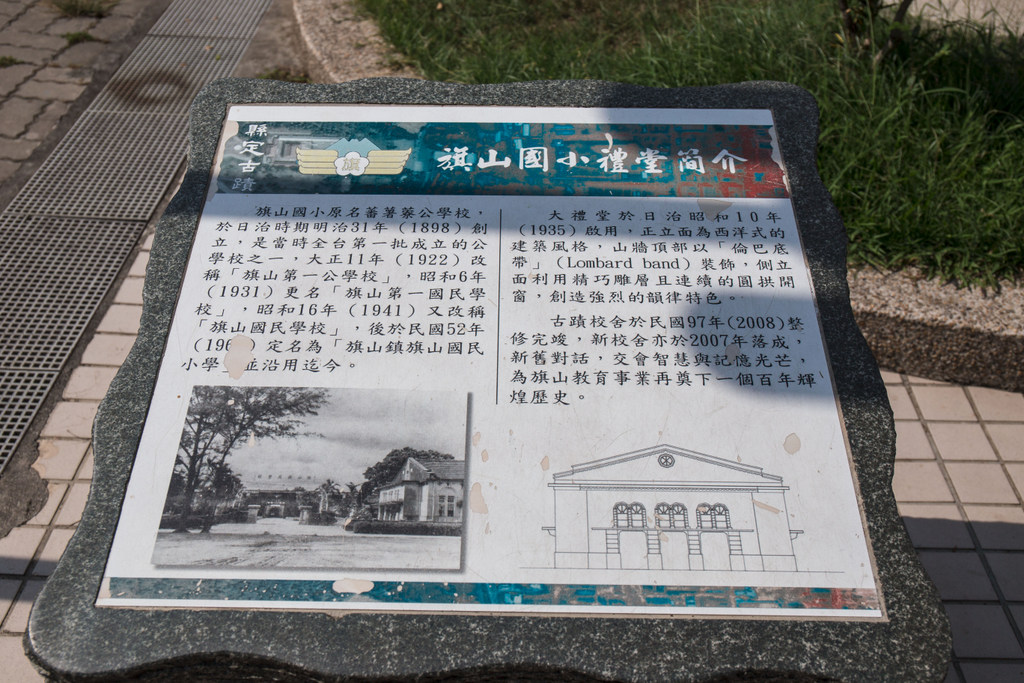 縣定古蹟
旗山國小禮堂簡介
旗山國小原名蕃薯藔公學校，
於日治時期明治31年（1898）創
立，是當時全台第一批成立的公
學校之一，大正11年（1922）改
稱「旗山第一公學校」，昭和6年
（1931）更名「旗山第一國民學
校」，昭和16年（1941）又改稱
「旗山國民學校」，後於民國52年
（196）定名為「旗山鎮旗山國民
小學 並沿用迄今。
大禮堂於日治昭和10年
（1935）啟用，正立面為西洋式的
建築風格，山牆頂部以「倫巴底
帶」（Lombard band）裝飾，側立
面利用精巧雕層且連續的圓拱開
窗，創造強烈的韻律特色。
古蹟校舍於民國97年(2008)整
修完竣，新校舍亦於2007年落成，
新舊對話，交會智慧與記憶光芒，
為旗山教育事業再奠下一個百年輝
煌歷史。